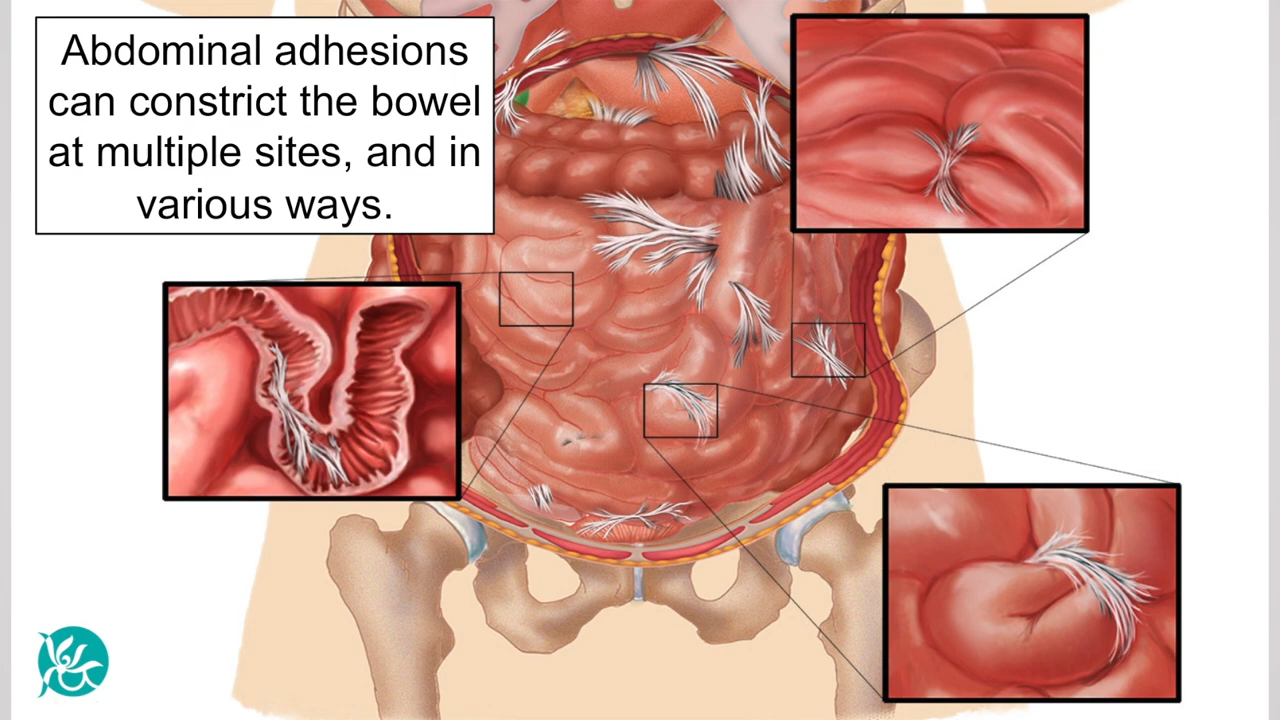 Abdominal adhesions
can constrict the bowel
at multiple sites, and in
various ways.